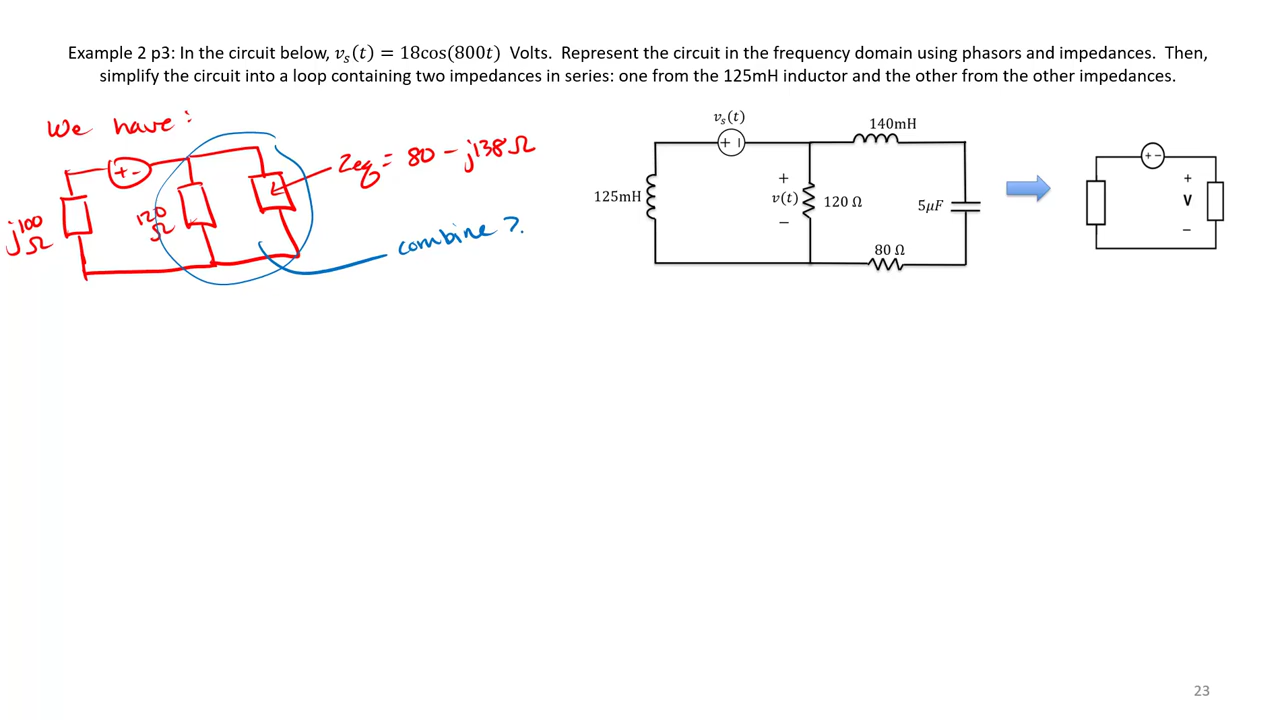 Example 2 p3: In the circuit below, vₛ(t) = 18cos(800t) Volts. Represent the circuit in the frequency domain using phasors and impedances. Then,
simplify the circuit into a loop containing two impedances in series: one from the 125mH inductor and the other from the other impedances.
We have:
+ -
Zeq = 80 - j138Ω
j100
Ω
120
Ω
combine?
vₛ(t)
+ -
140mH
125mH
+
v(t)
-
120 Ω
5μF
80 Ω
+ -
+
V
-
23